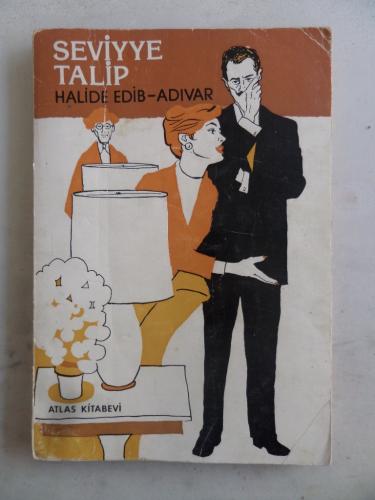 SEVİYYE
TALİP
HALİDE EDİB-ADIVAR
ATLAS KİTABEVİ